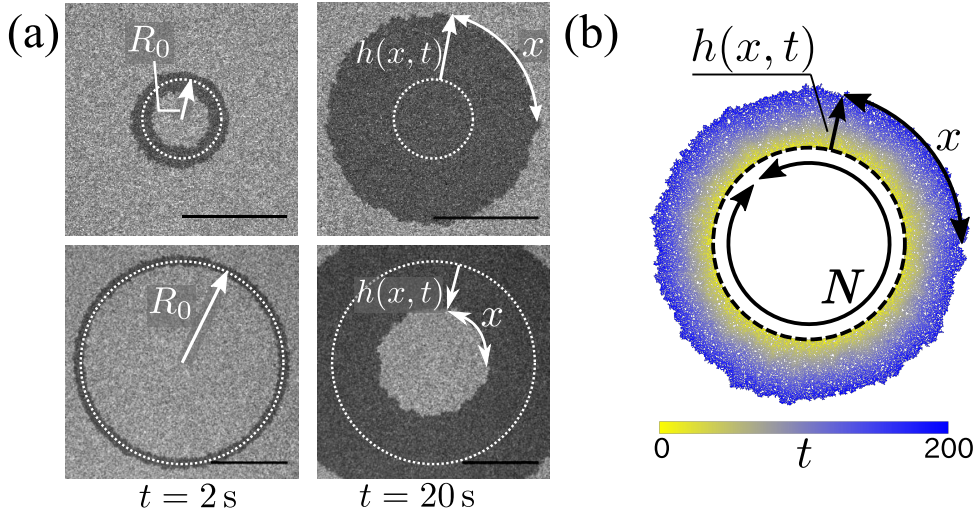 (a)
R₀
h(x, t)
x
R₀
h(x, t)
x
t = 2 s
t = 20 s
(b)
h(x, t)
x
N
0
t
200